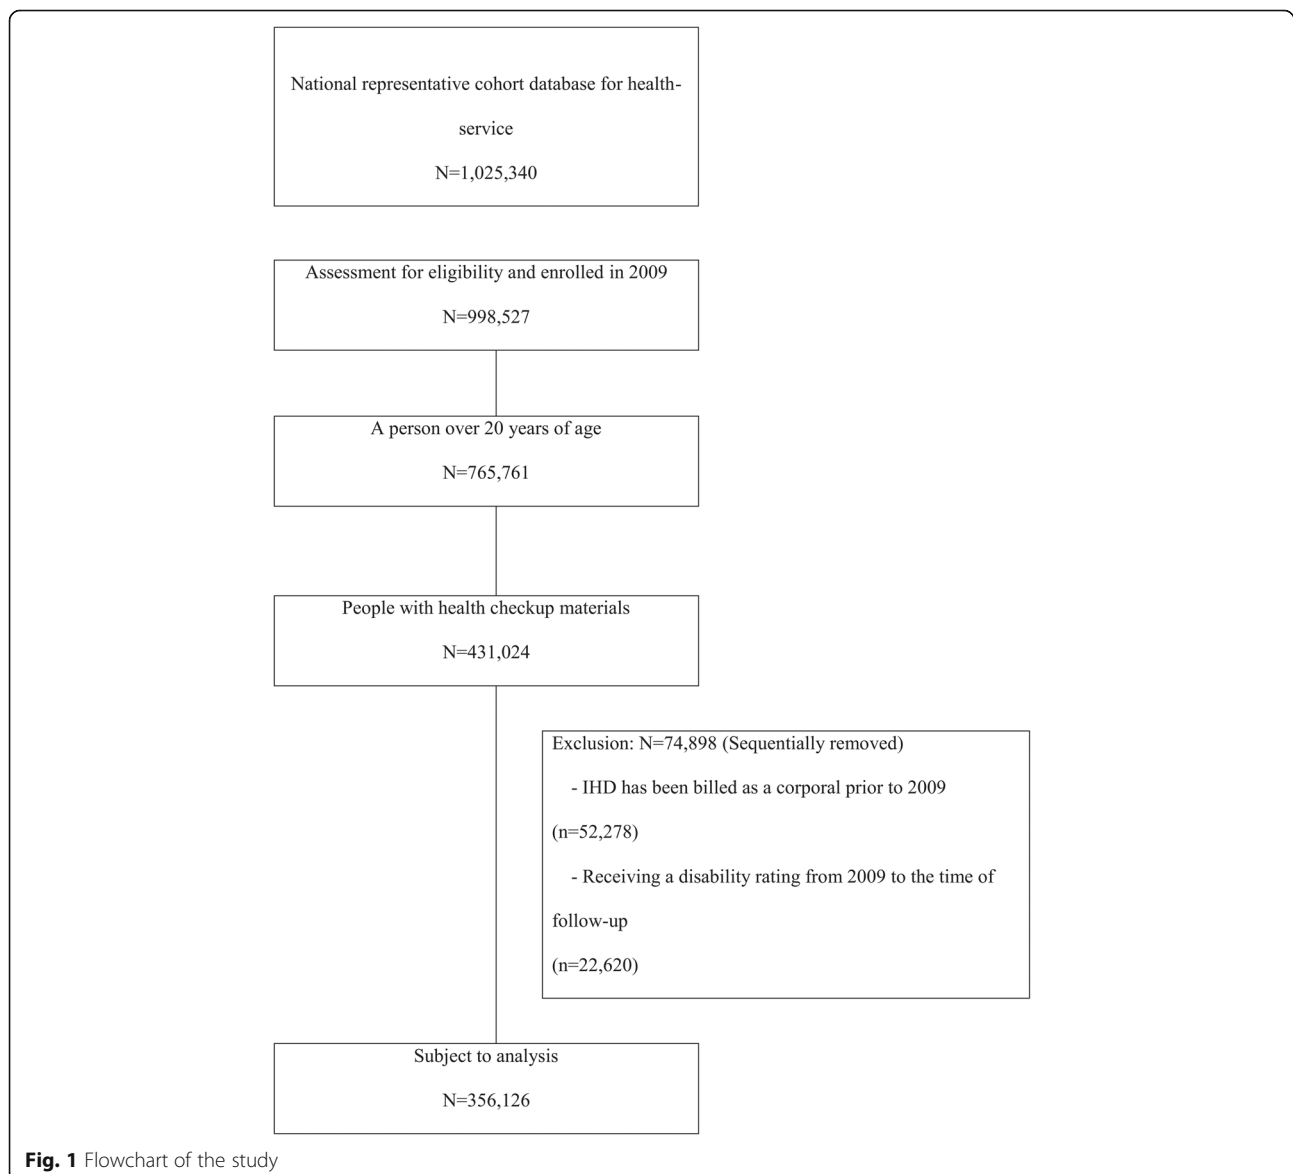 National representative cohort database for health-
service
N=1,025,340
Assessment for eligibility and enrolled in 2009
N=998,527
A person over 20 years of age
N=765,761
People with health checkup materials
N=431,024
Exclusion: N=74,898 (Sequentially removed)
- IHD has been billed as a corporal prior to 2009
(n=52,278)
- Receiving a disability rating from 2009 to the time of
follow-up
(n=22,620)
Subject to analysis
N=356,126
Fig. 1 Flowchart of the study